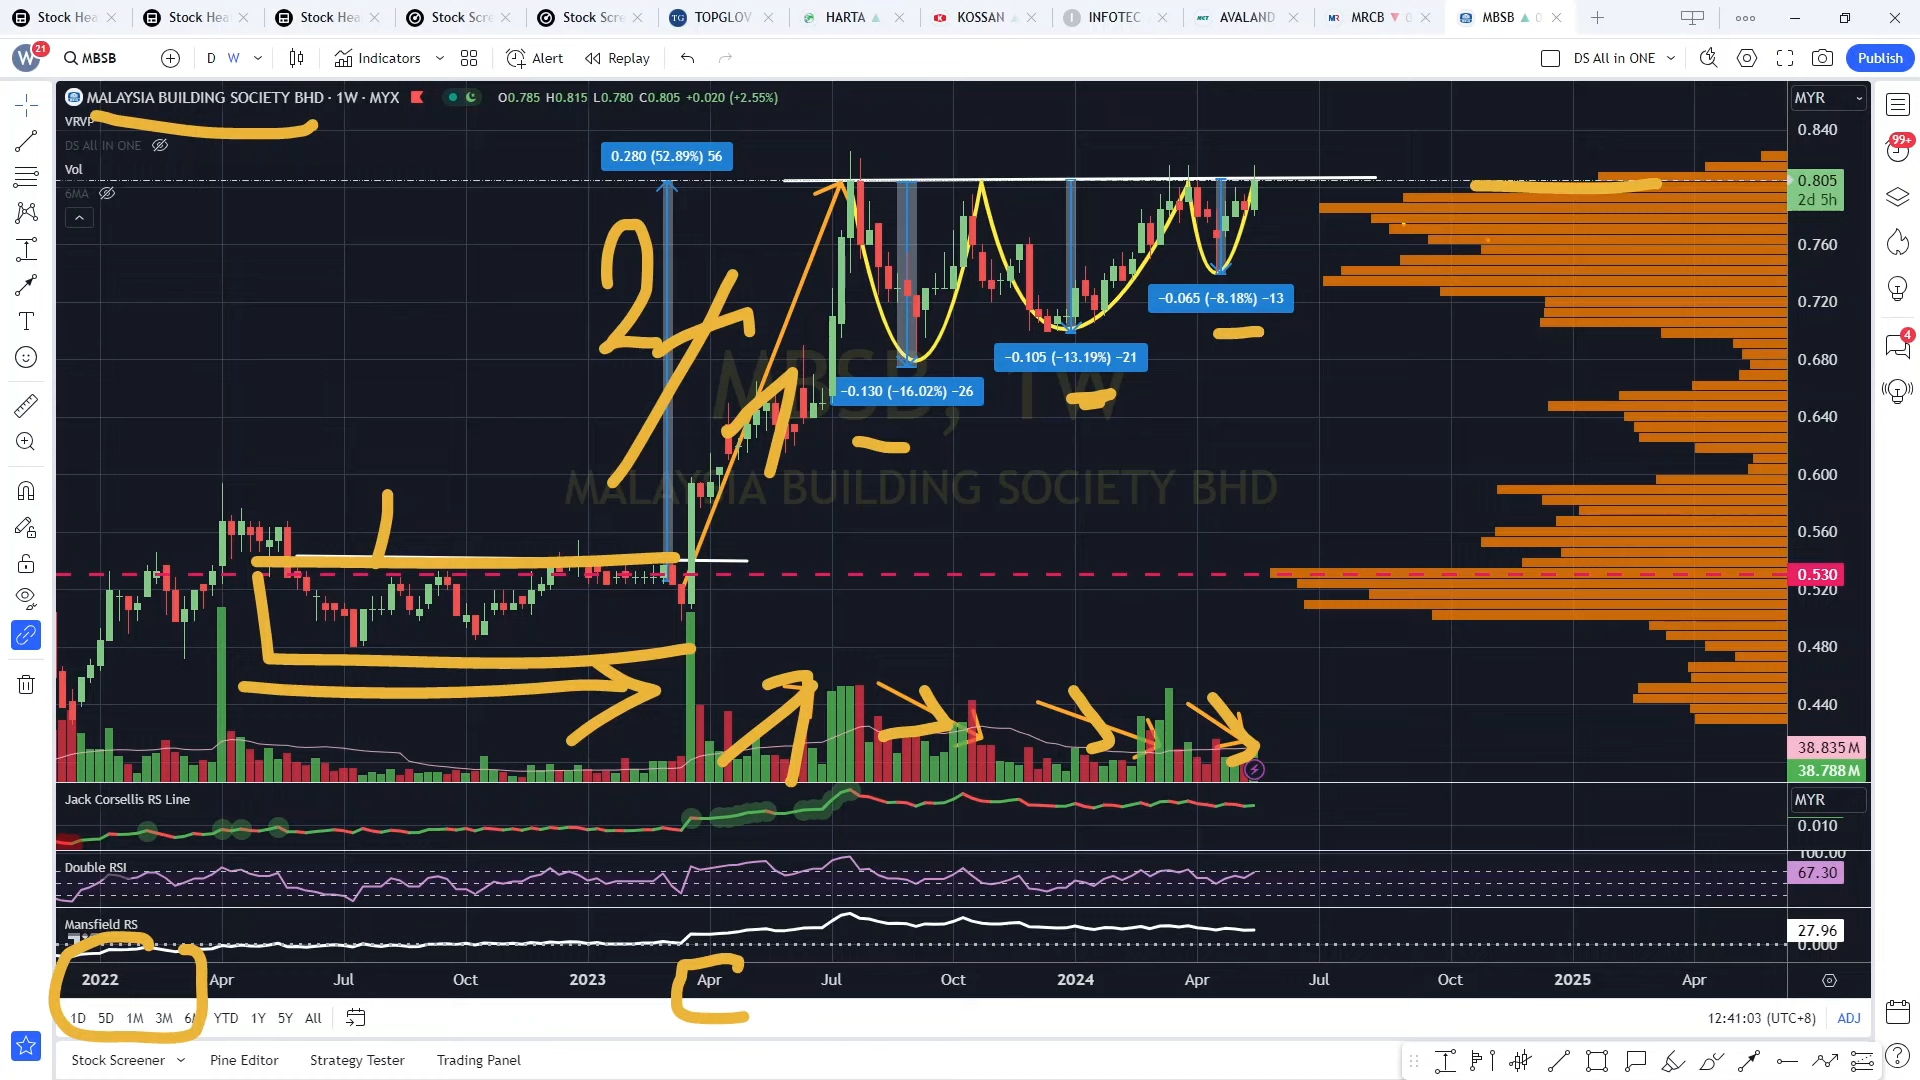 Stock Hea
Stock Hea
Stock Hea
Stock Scre
Stock Scre
TG TOPGLOV
HARTA
KOSSAN
I INFOTEC
AVALAND
MR MRCB
MBSB
W 21
MBSB
D W
Indicators
Alert
Replay
DS All in ONE
Publish
MALAYSIA BUILDING SOCIETY BHD · 1W · MYX
O0.785 H0.815 L0.780 C0.805 +0.020 (+2.55%)
VRVP
DS All IN ONE
Vol
6MA
MYR
0.840
0.280 (52.89%) 56
0.805
2d 5h
0.760
−0.065 (−8.18%) −13
0.720
−0.105 (−13.19%) −21
0.680
−0.130 (−16.02%) −26
MBSB, 1W
0.640
MALAYSIA BUILDING SOCIETY BHD
0.600
0.560
0.530
0.520
0.480
0.440
38.835M
38.788M
2
1
99+
4
Jack Corsellis RS Line
MYR
0.010
Double RSI
100.00
67.30
Mansfield RS
27.96
0.000
2022 Apr Jul Oct 2023 Apr Jul Oct 2024 Apr Jul Oct 2025 Apr
1D 5D 1M 3M 6M YTD 1Y 5Y All
12:41:03 (UTC+8) ADJ
Stock Screener
Pine Editor
Strategy Tester
Trading Panel